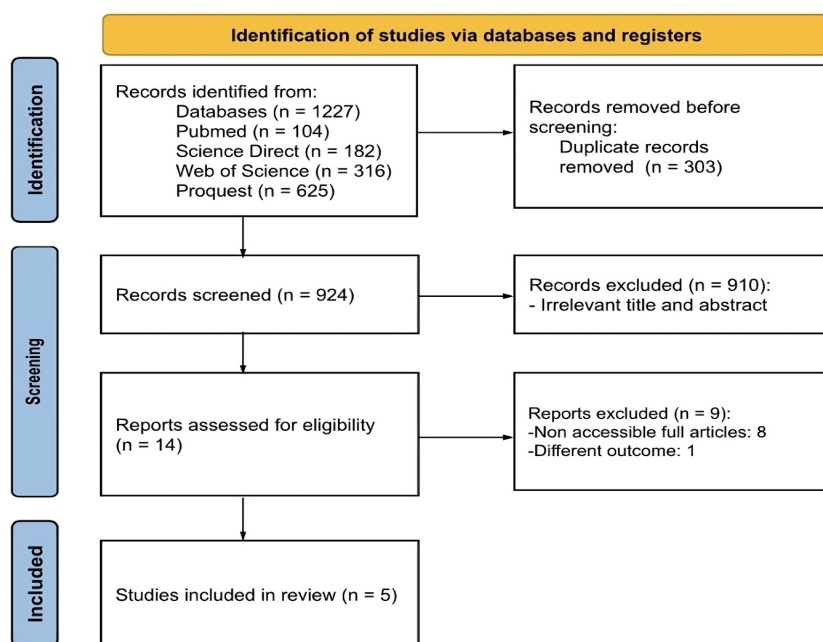 Identification of studies via databases and registers
Identification
Records identified from:
Databases (n = 1227)
Pubmed (n = 104)
Science Direct (n = 182)
Web of Science (n = 316)
Proquest (n = 625)
Records removed before
screening:
Duplicate records
removed (n = 303)
Screening
Records screened (n = 924)
Records excluded (n = 910):
- Irrelevant title and abstract
Reports assessed for eligibility
(n = 14)
Reports excluded (n = 9):
-Non accessible full articles: 8
-Different outcome: 1
Included
Studies included in review (n = 5)